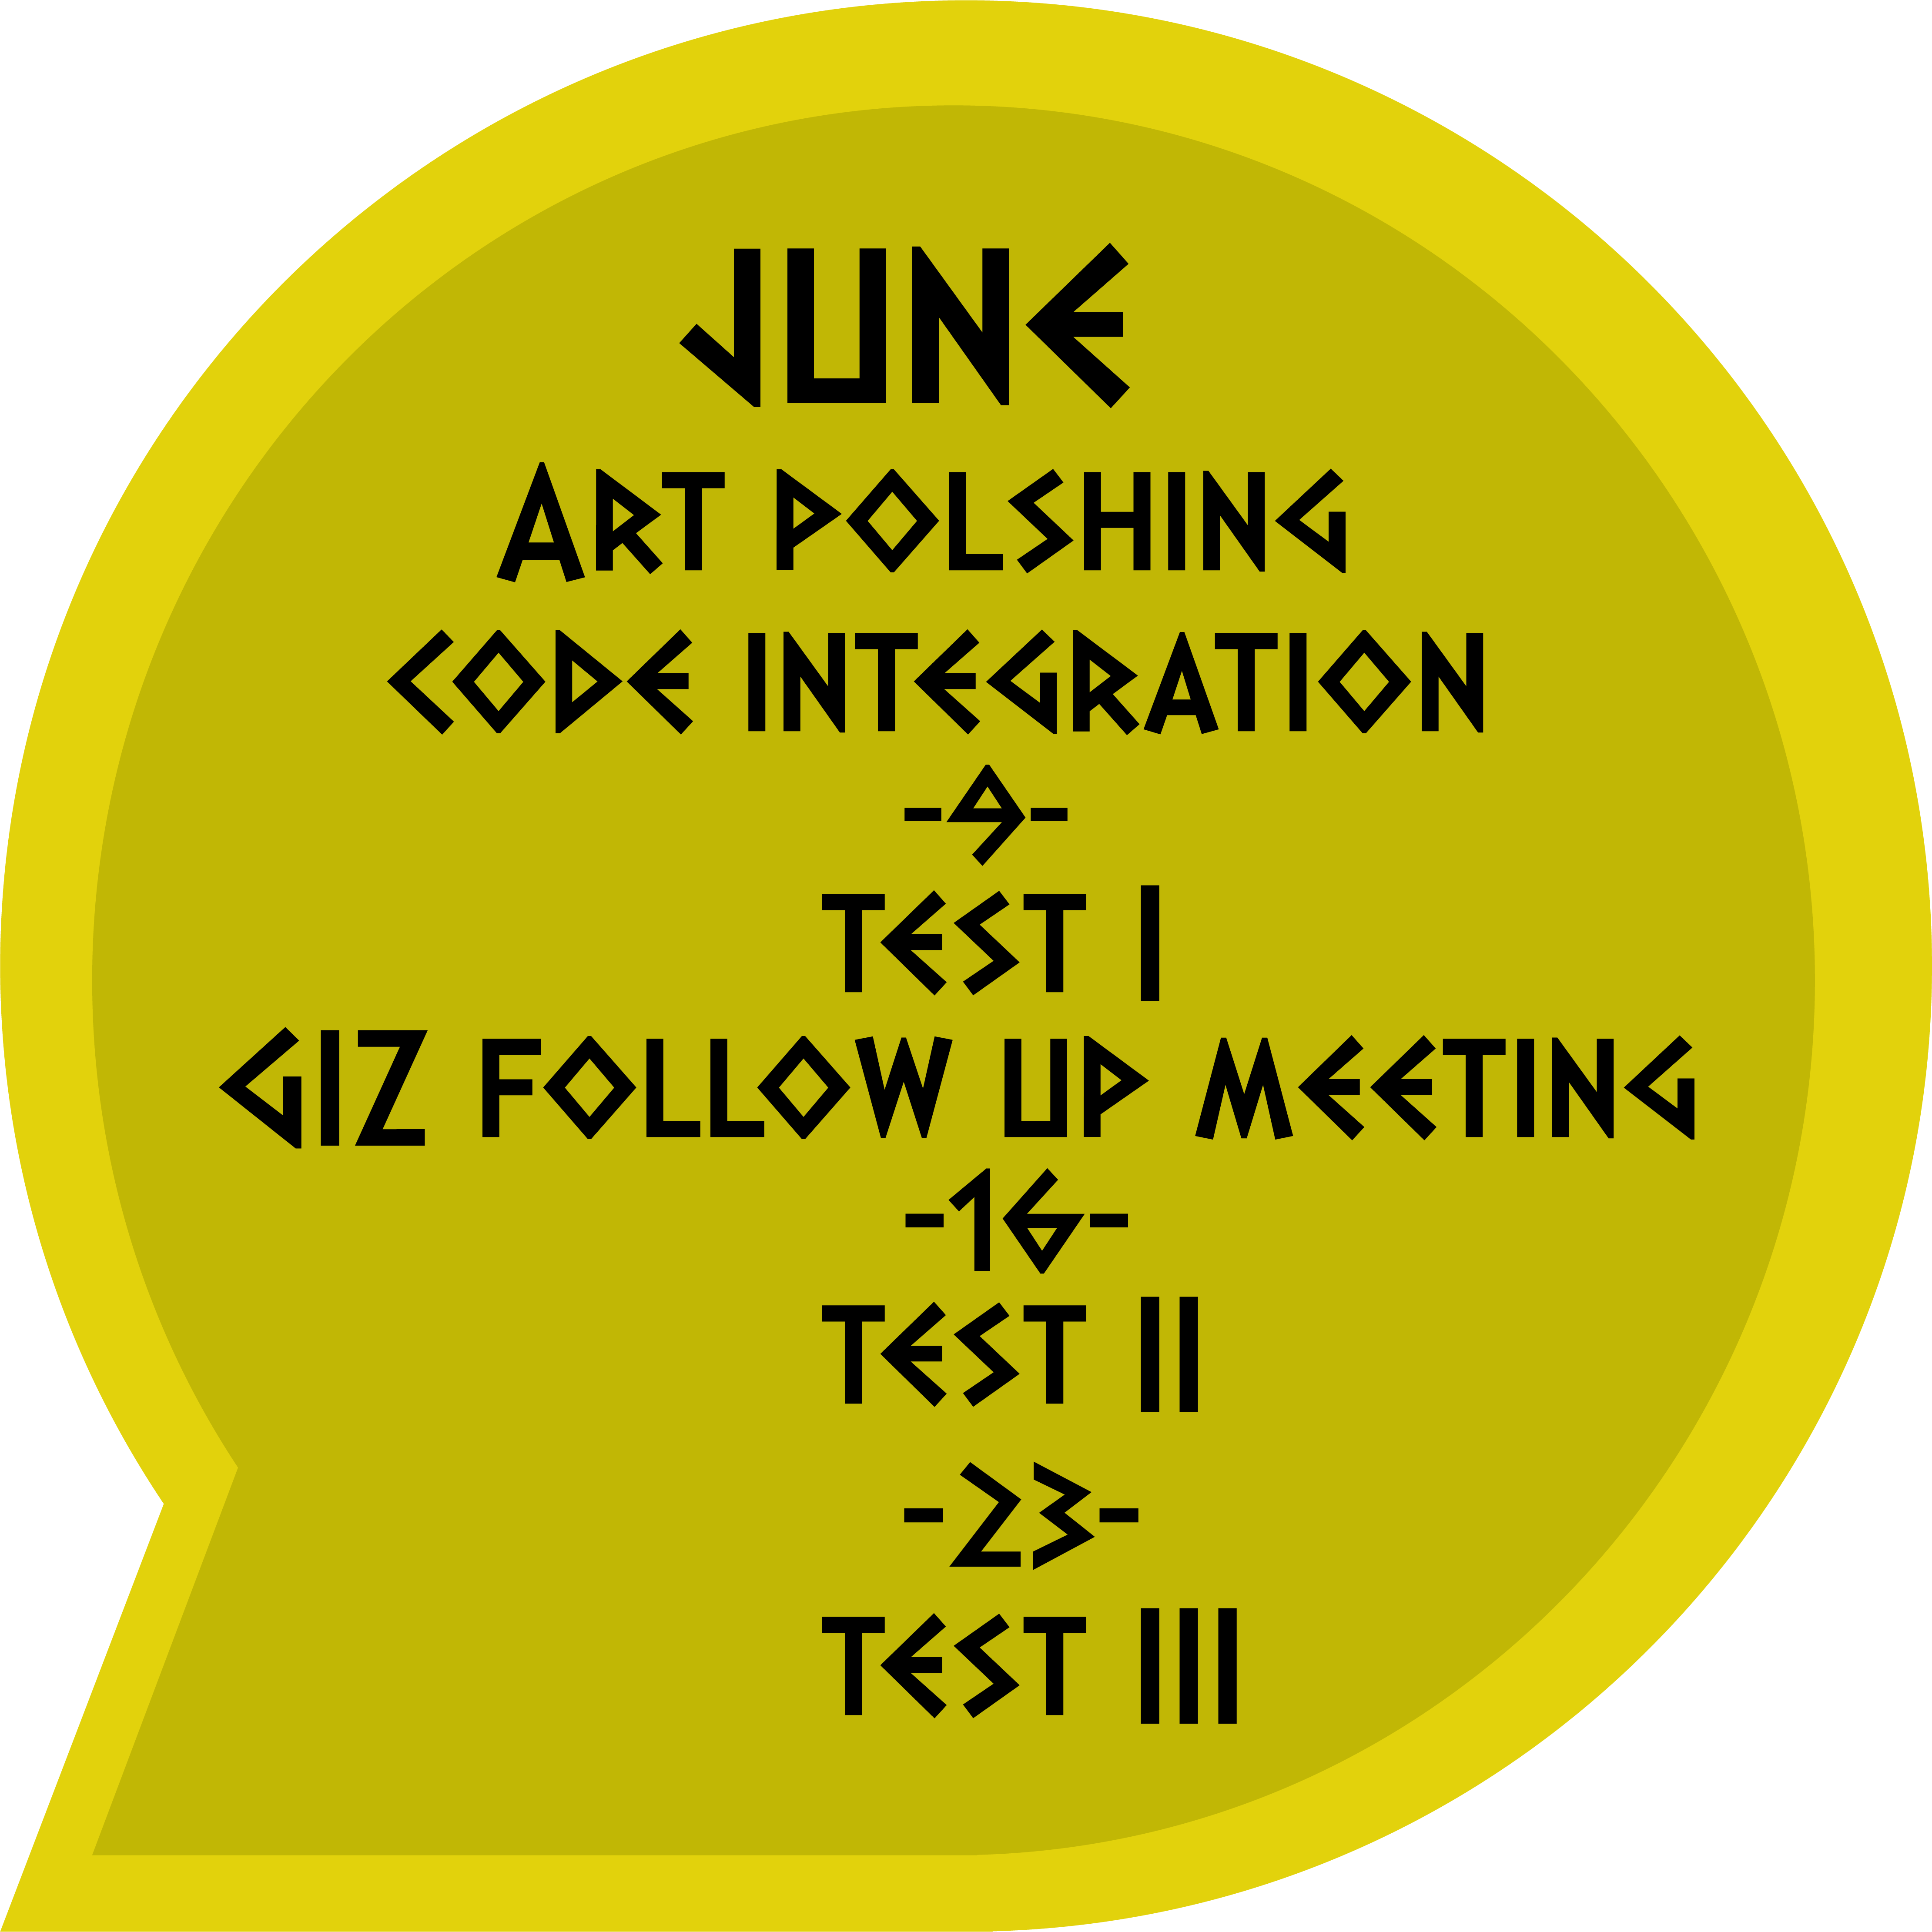 JUNE
ART POLSHING
CODE INTEGRATION
-9-
TEST I
GIZ FOLLOW UP MEETING
-16-
TEST II
-23-
TEST III